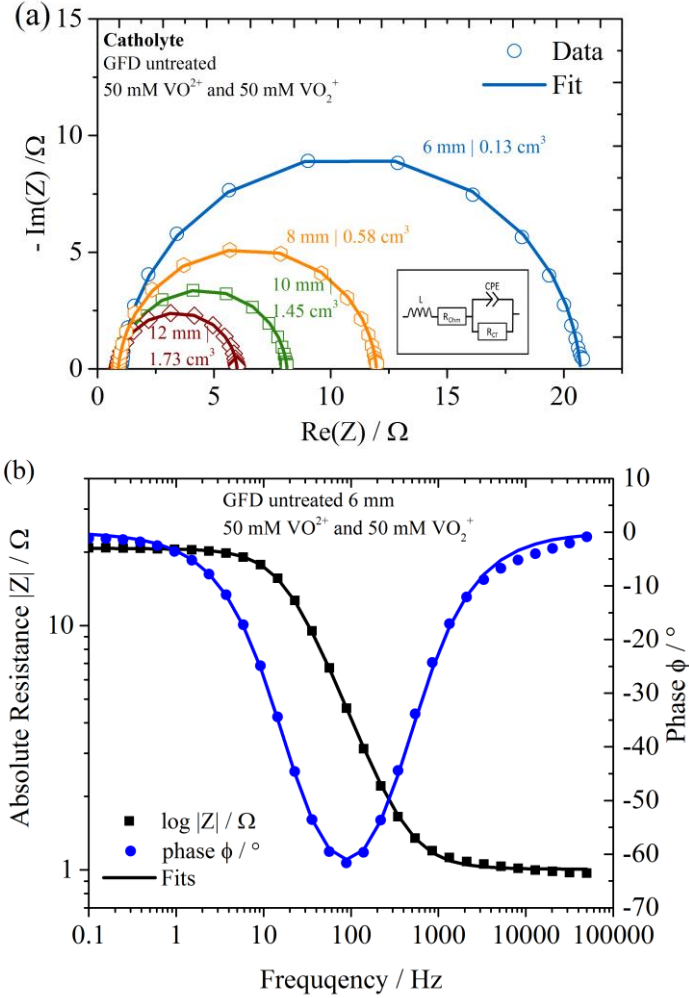 (a)
Catholyte
GFD untreated
50 mM VO²⁺ and 50 mM VO₂⁺
Data
Fit
6 mm | 0.13 cm³
8 mm | 0.58 cm³
10 mm |
1.45 cm³
12 mm |
1.73 cm³
L
R_Ohm
CPE
R_CT
15
10
5
0
- Im(Z) /Ω
0 5 10 15 20
Re(Z) / Ω
(b)
GFD untreated 6 mm
50 mM VO²⁺ and 50 mM VO₂⁺
10
1
Absolute Resistance |Z| / Ω
10
0
-10
-20
-30
-40
-50
-60
-70
Phase ϕ / °
log |Z| / Ω
phase ϕ / °
Fits
0.1 1 10 100 1000 10000 100000
Frequqency / Hz